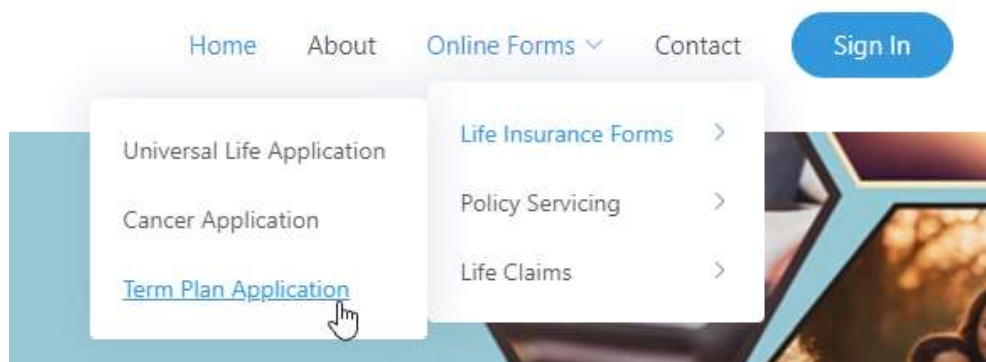 Home About Online Forms Contact Sign In
Universal Life Application
Cancer Application
Term Plan Application
Life Insurance Forms
Policy Servicing
Life Claims